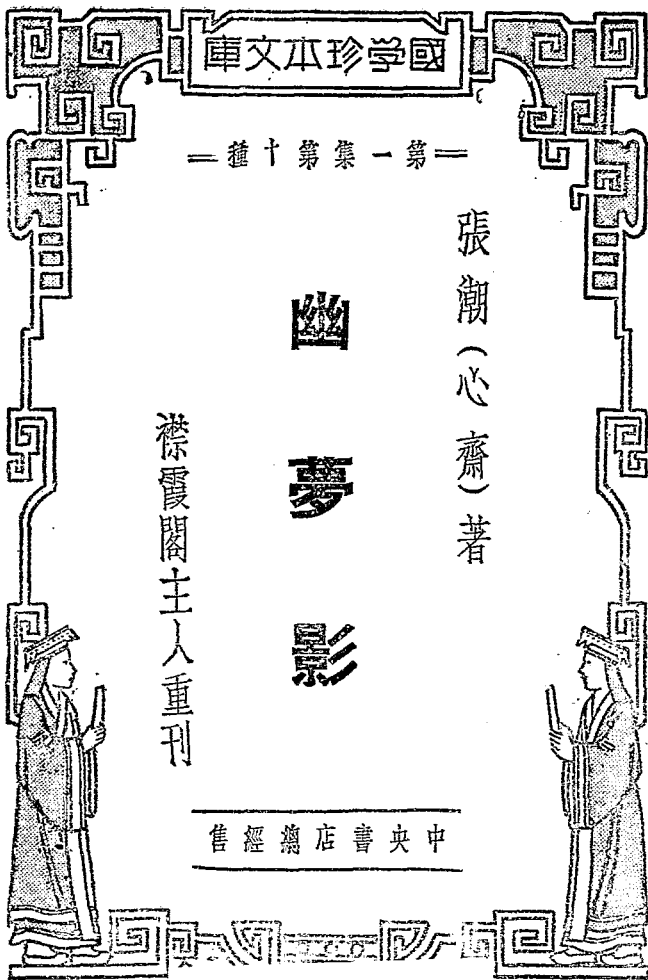 國学珍本文庫
第一集第十種
張潮(心齋)著
幽夢影
襟霞閣主人重刊
中央書店總經售